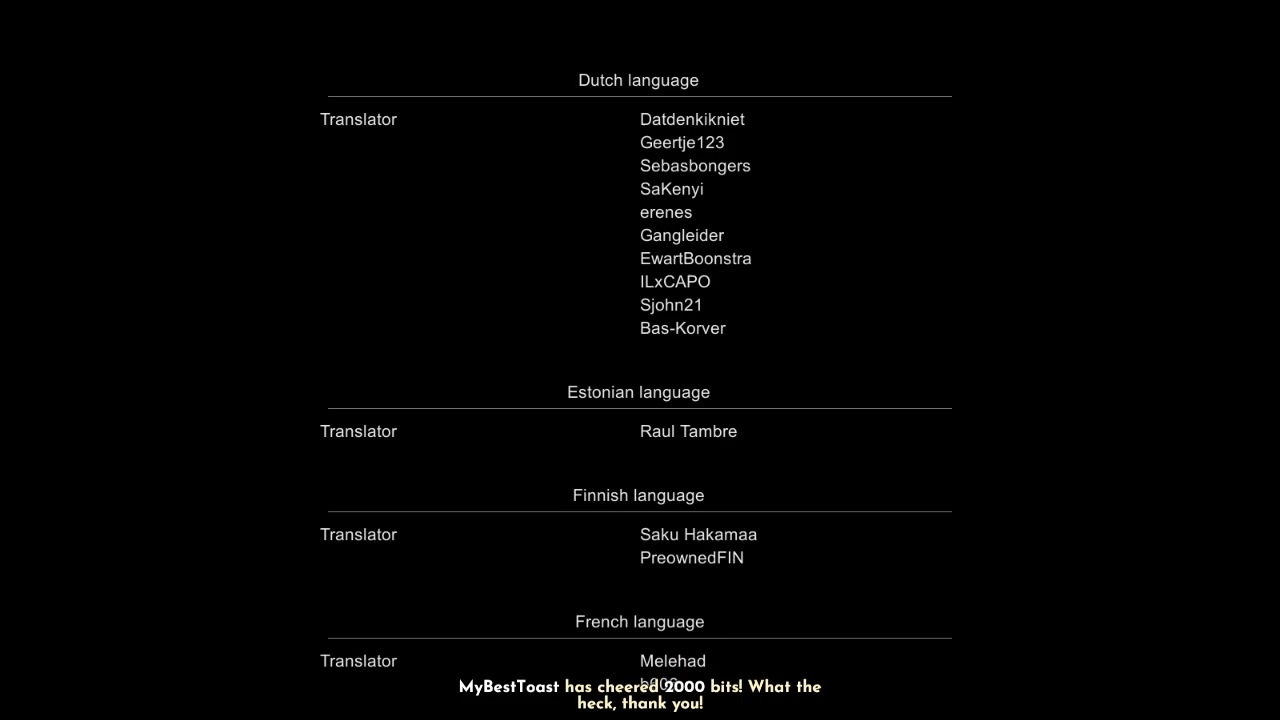 Dutch language
Translator Datdenkikniet
Geertje123
Sebasbongers
SaKenyi
erenes
Gangleider
EwartBoonstra
ILxCAPO
Sjohn21
Bas-Korver
Estonian language
Translator Raul Tambre
Finnish language
Translator Saku Hakamaa
PreownedFIN
French language
Translator Melehad
MyBestToast has cheered 2000 bits! What the
heck, thank you!